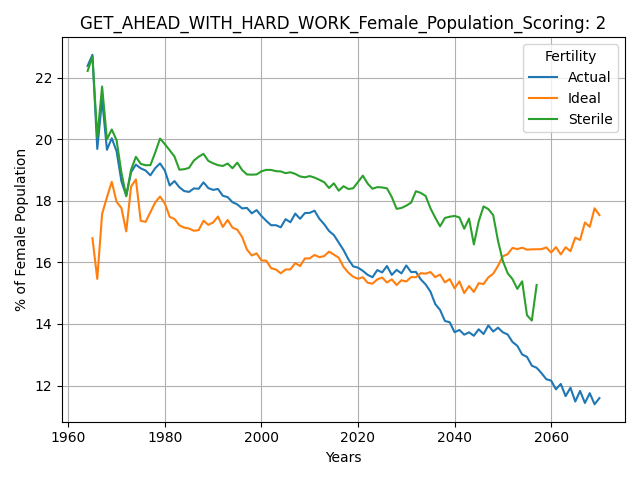 GET_AHEAD_WITH_HARD_WORK_Female_Population_Scoring: 2
Fertility
Actual
Ideal
Sterile
% of Female Population
22
20
18
16
14
12
1960
1980
2000
2020
2040
2060
Years